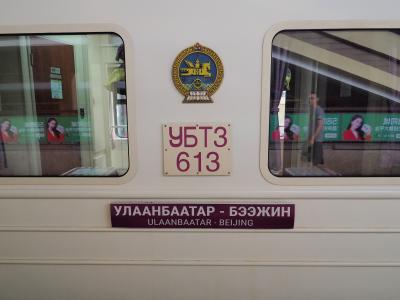 УБТЗ
613
УЛААНБААТАР - БЭЭЖИН
ULAANBAATAR - BEIJING